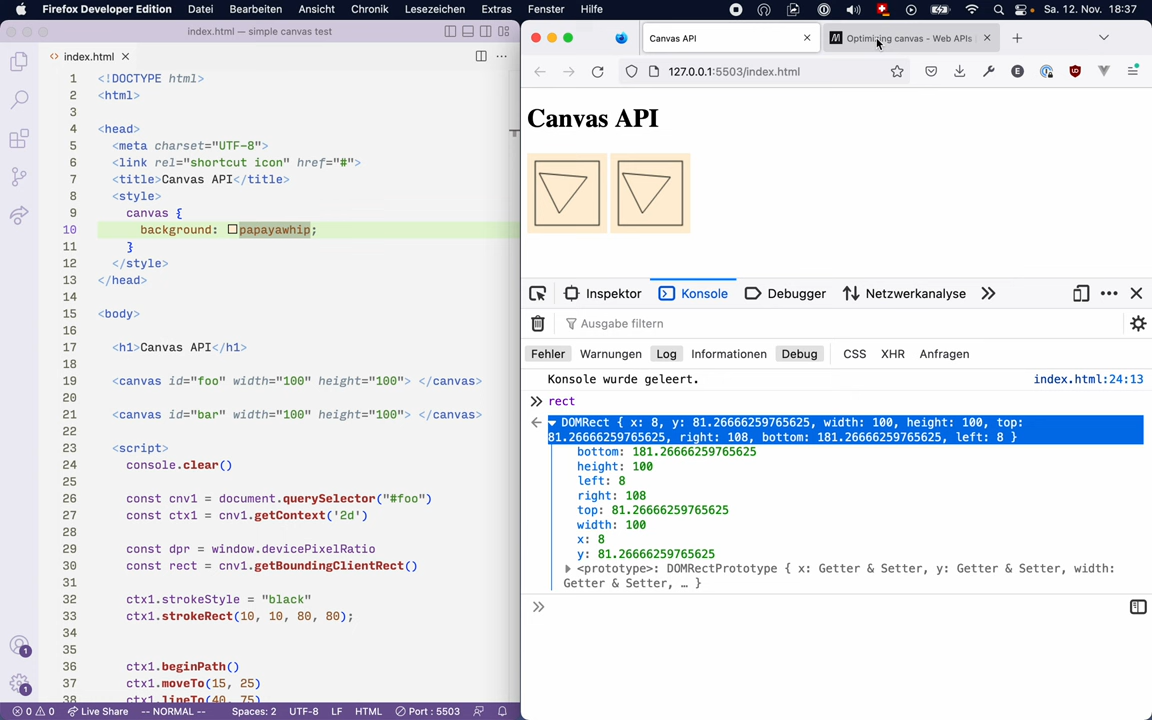 Firefox Developer Edition Datei Bearbeiten Ansicht Chronik Lesezeichen Extras Fenster Hilfe Sa. 12. Nov. 18:37
index.html — simple canvas test
index.html
1 <!DOCTYPE html>
2 <html>
3
4 <head>
5 <meta charset="UTF-8">
6 <link rel="shortcut icon" href="#">
7 <title>Canvas API</title>
8 <style>
9 canvas {
10 background: papayawhip;
11 }
12 </style>
13 </head>
14
15 <body>
16
17 <h1>Canvas API</h1>
18
19 <canvas id="foo" width="100" height="100"> </canvas>
20
21 <canvas id="bar" width="100" height="100"> </canvas>
22
23 <script>
24 console.clear()
25
26 const cnv1 = document.querySelector("#foo")
27 const ctx1 = cnv1.getContext('2d')
28
29 const dpr = window.devicePixelRatio
30 const rect = cnv1.getBoundingClientRect()
31
32 ctx1.strokeStyle = "black"
33 ctx1.strokeRect(10, 10, 80, 80);
34
35
36 ctx1.beginPath()
37 ctx1.moveTo(15, 25)
38 ctx1.lineTo(40, 75)
1
1
0 0 Live Share -- NORMAL -- Spaces: 2 UTF-8 LF HTML Port : 5503
Canvas API
Optimizing canvas - Web APIs
127.0.0.1:5503/index.html
E
Canvas API
Inspektor Konsole Debugger Netzwerkanalyse
Ausgabe filtern
Fehler Warnungen Log Informationen Debug CSS XHR Anfragen
Konsole wurde geleert. index.html:24:13
rect
DOMRect { x: 8, y: 81.26666259765625, width: 100, height: 100, top:
81.26666259765625, right: 108, bottom: 181.26666259765625, left: 8 }
bottom: 181.26666259765625
height: 100
left: 8
right: 108
top: 81.26666259765625
width: 100
x: 8
y: 81.26666259765625
<prototype>: DOMRectPrototype { x: Getter & Setter, y: Getter & Setter, width:
Getter & Setter, … }